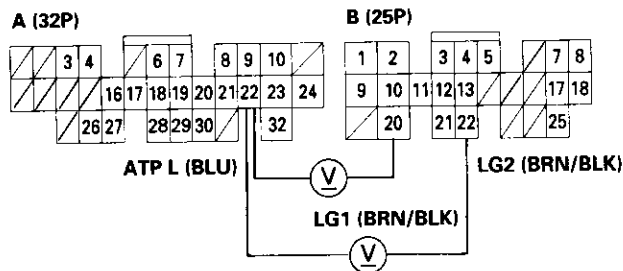 A (32P)
B (25P)
3 4 6 7 8 9 10
1 2 3 4 5 7 8
16 17 18 19 20 21 22 23 24
9 10 11 12 13 17 18
26 27 28 29 30 32
20 21 22 25
ATP L (BLU)
LG2 (BRN/BLK)
V
LG1 (BRN/BLK)
V